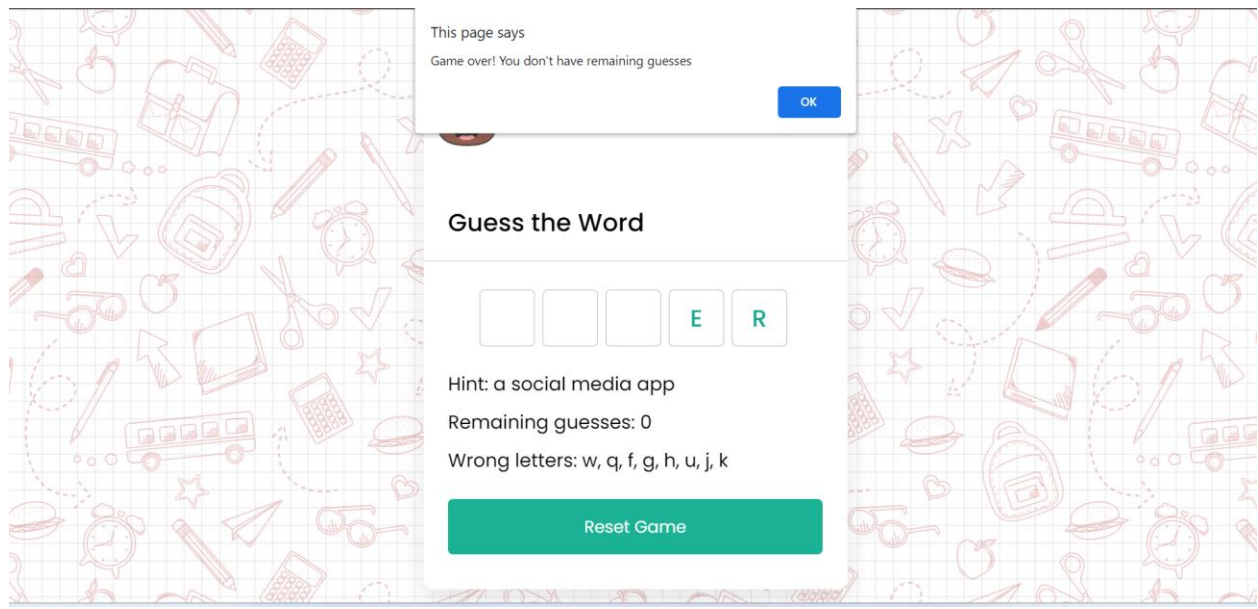 This page says
Game over! You don't have remaining guesses
OK
Guess the Word
E R
Hint: a social media app
Remaining guesses: 0
Wrong letters: w, q, f, g, h, u, j, k
Reset Game